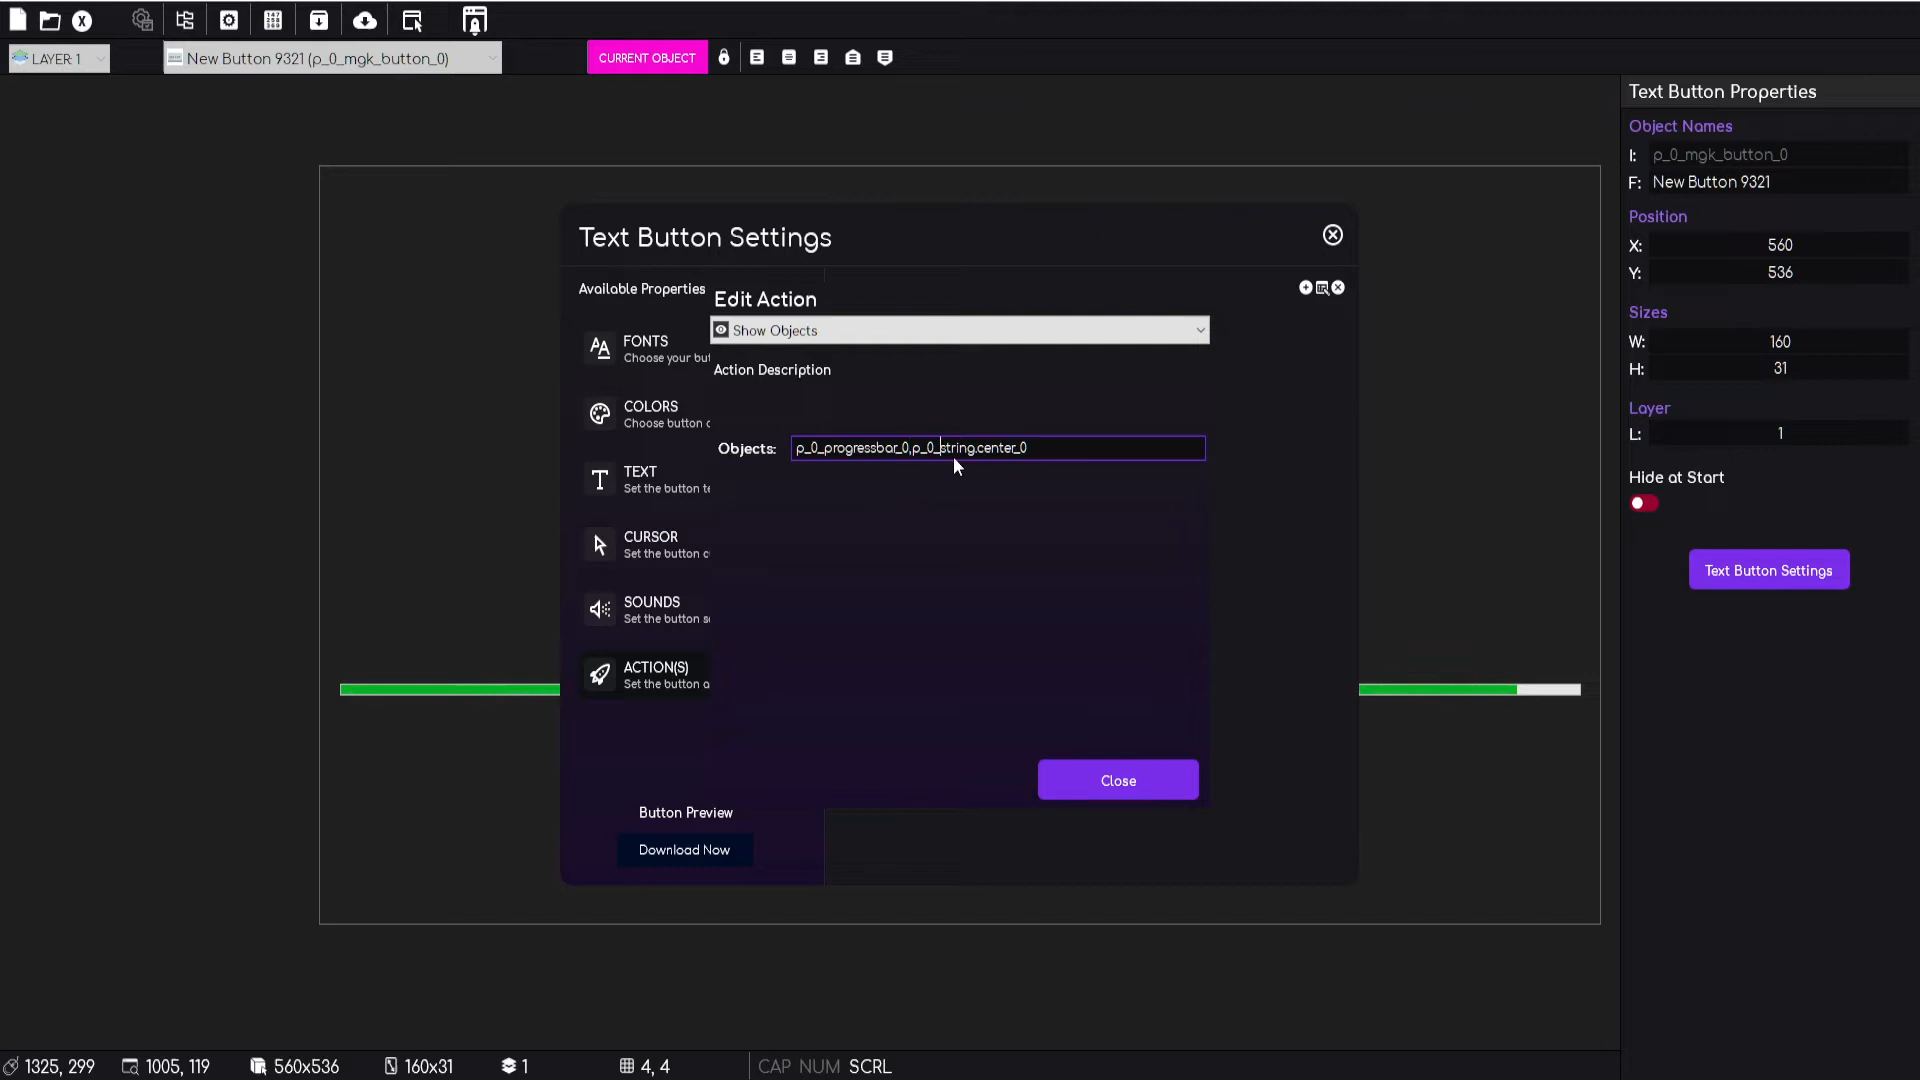 LAYER 1
New Button 9321 (p_0_mgk_button_0)
CURRENT OBJECT
Text Button Properties
Object Names
I: p_0_mgk_button_0
F: New Button 9321
Position
X: 560
Y: 536
Sizes
W: 160
H: 31
Layer
L: 1
Hide at Start
Text Button Settings
Text Button Settings
Available Properties
FONTS
Choose your but
COLORS
Choose button c
TEXT
Set the button te
CURSOR
Set the button c
SOUNDS
Set the button s
ACTION(S)
Set the button a
Button Preview
Download Now
Edit Action
Show Objects
Action Description
Objects: p_0_progressbar_0,p_0_string.center_0
Close
1325, 299 1005, 119 560x536 160x31 1 4, 4 CAP NUM SCRL